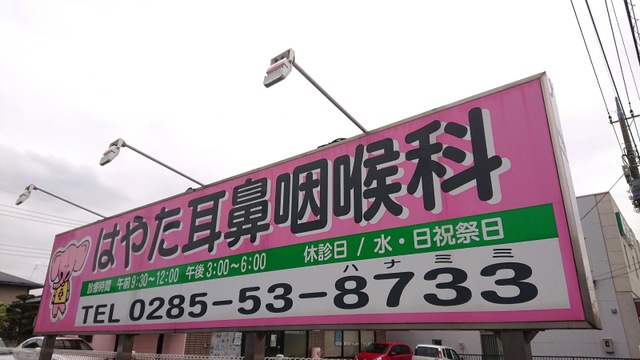 はやた耳鼻咽喉科
診療時間 午前9:30～12:00 午後3:00～6:00 休診日/水・日祝祭日
ハナミミ
TEL 0285-53-8733